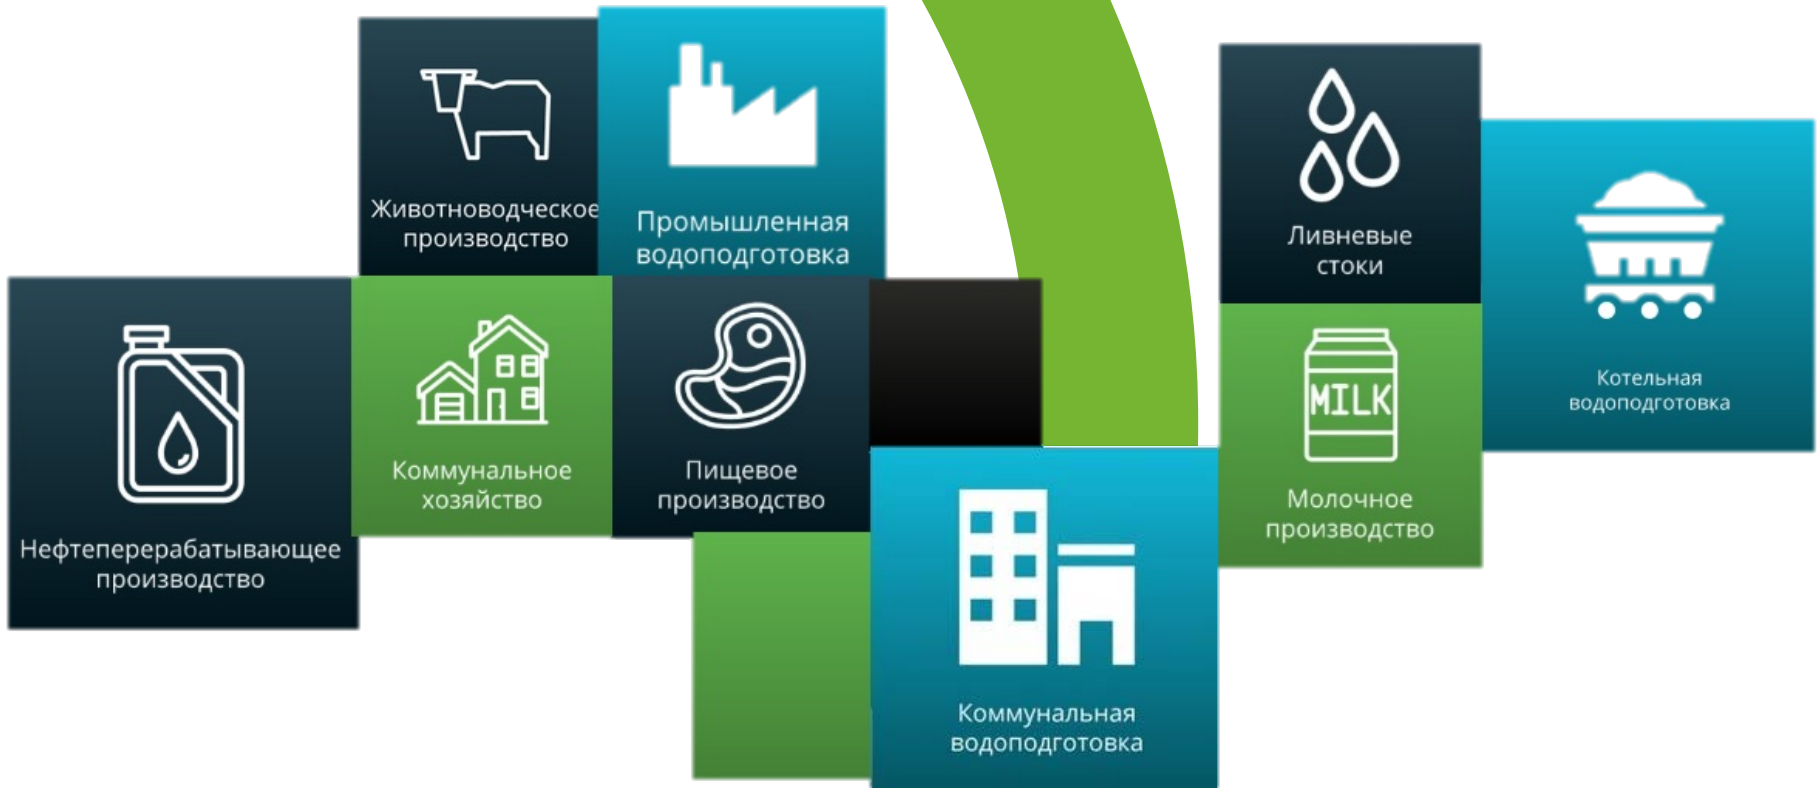 Животноводческое
производство
Промышленная
водоподготовка
Ливневые
стоки
Котельная
водоподготовка
Нефтеперерабатывающее
производство
Коммунальное
хозяйство
Пищевое
производство
MILK
Молочное
производство
Коммунальная
водоподготовка